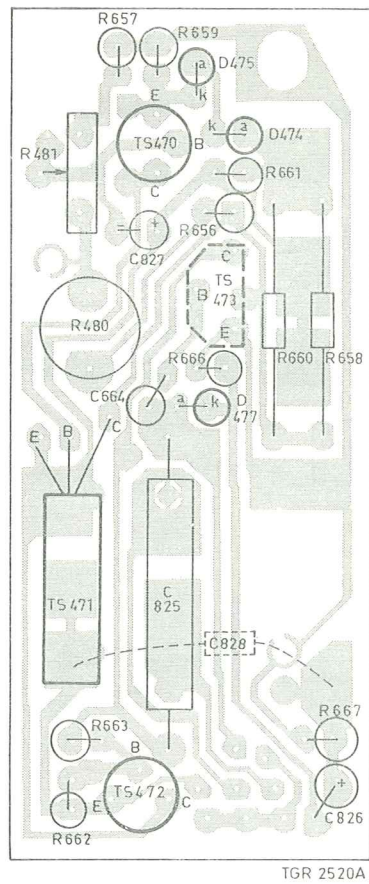 R657
R659
a
D475
k
E
TS470
B
k
a
D474
R481
R661
C
R656
- +
C827
C
TS
473
B
E
R480
R666
R660
R658
C664
a
k
D
477
E
B
C
TS471
C
825
C828
R663
R667
B
TS472
E
C
+
R662
C826
TGR 2520A